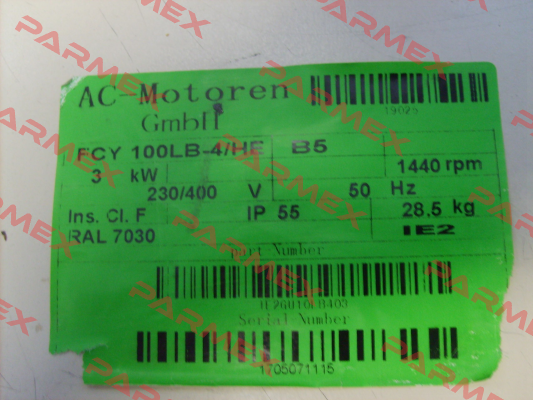 PARMEX
AC-Motoren
GmbH
19025
FCY 100LB-4/HE B5
3 kW 1440 rpm
230/400 V 50 Hz
Ins. Cl. F IP 55 28,5 kg
RAL 7030 IE2
part Number
Serial Number
1705071115